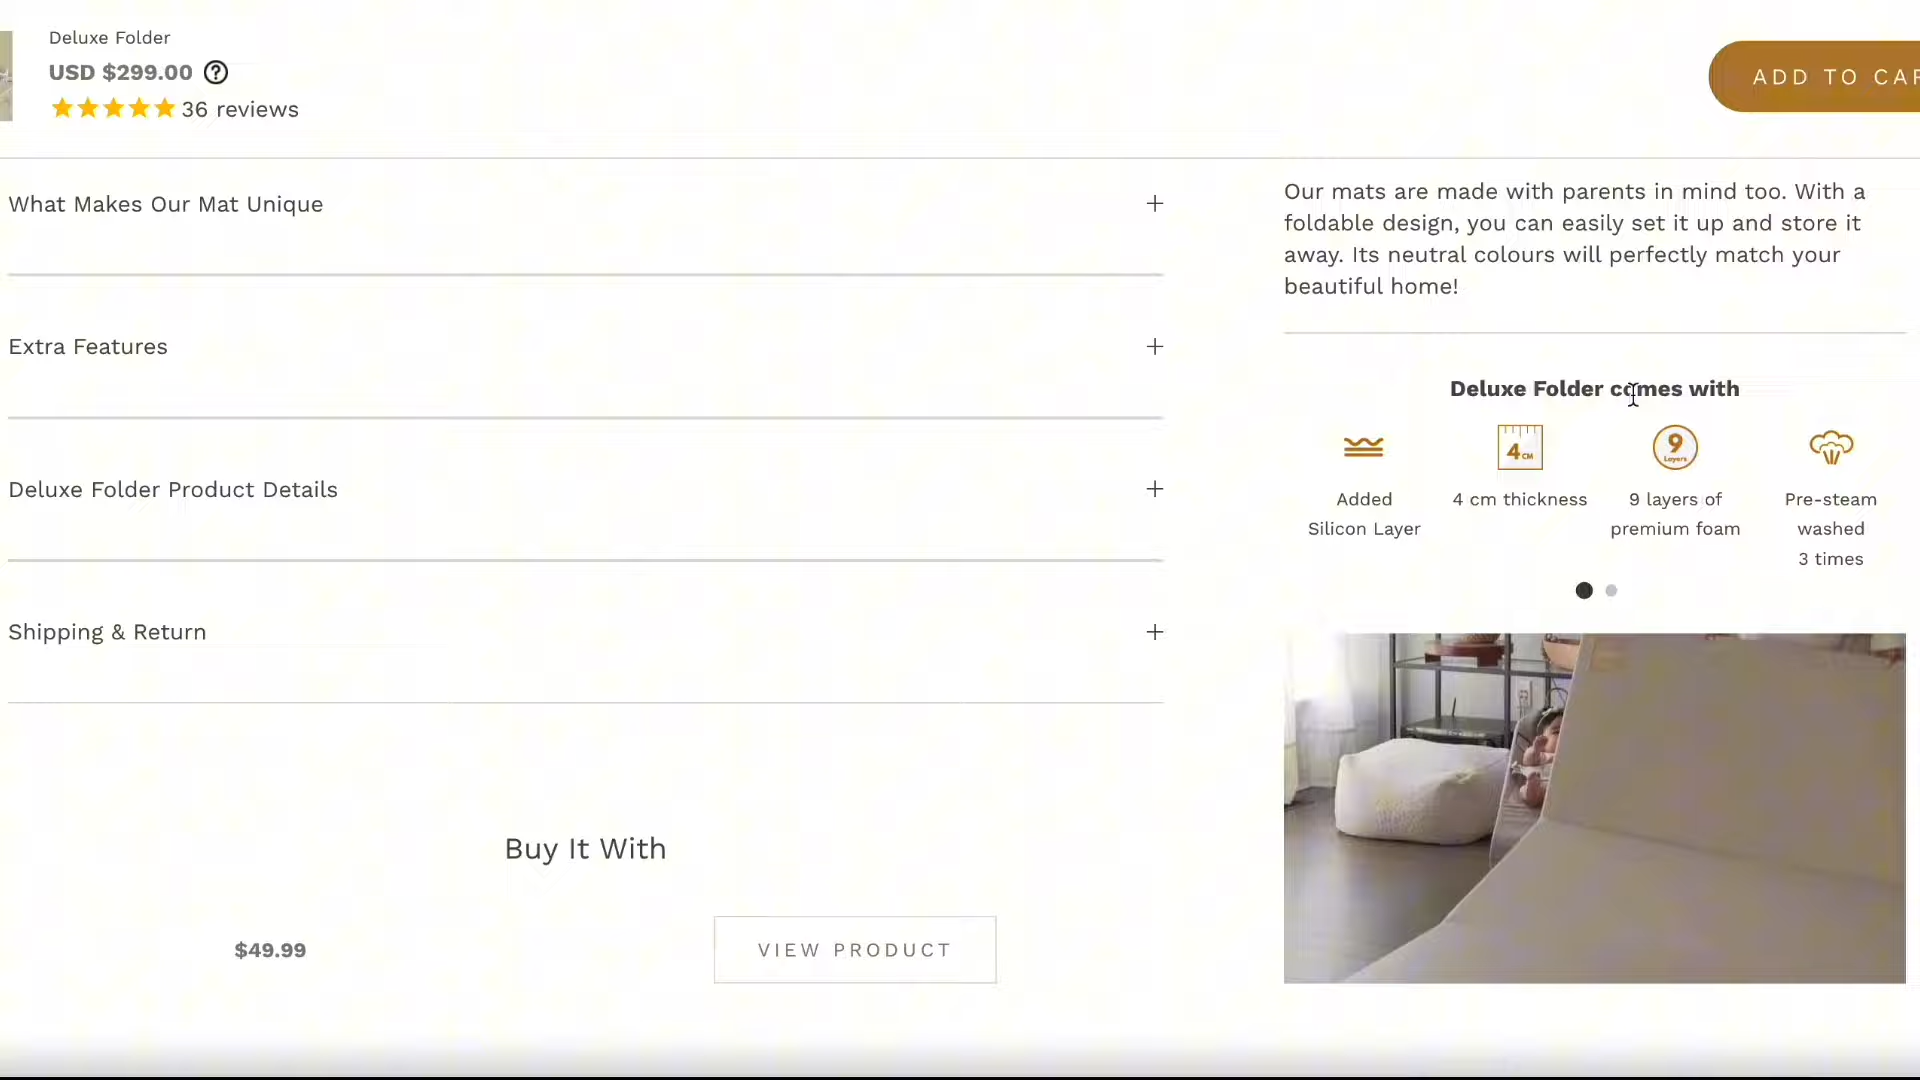 Deluxe Folder
USD $299.00
36 reviews
ADD TO CAR
What Makes Our Mat Unique
Extra Features
Deluxe Folder Product Details
Shipping & Return
Buy It With
$49.99
VIEW PRODUCT
Our mats are made with parents in mind too. With a
foldable design, you can easily set it up and store it
away. Its neutral colours will perfectly match your
beautiful home!
Deluxe Folder comes with
4 CM
9 Layers
Added
Silicon Layer
4 cm thickness
9 layers of
premium foam
Pre-steam
washed
3 times